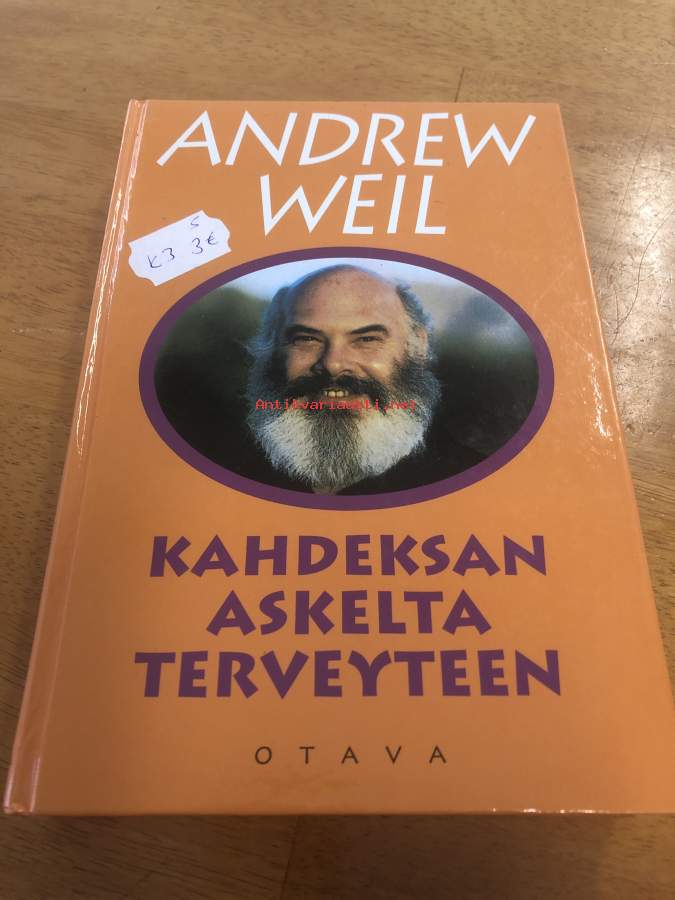 ANDREW
WEIL
S
K3 3€
Antikvariaatti.net
KAHDEKSAN
ASKELTA
TERVEYTEEN
OTAVA